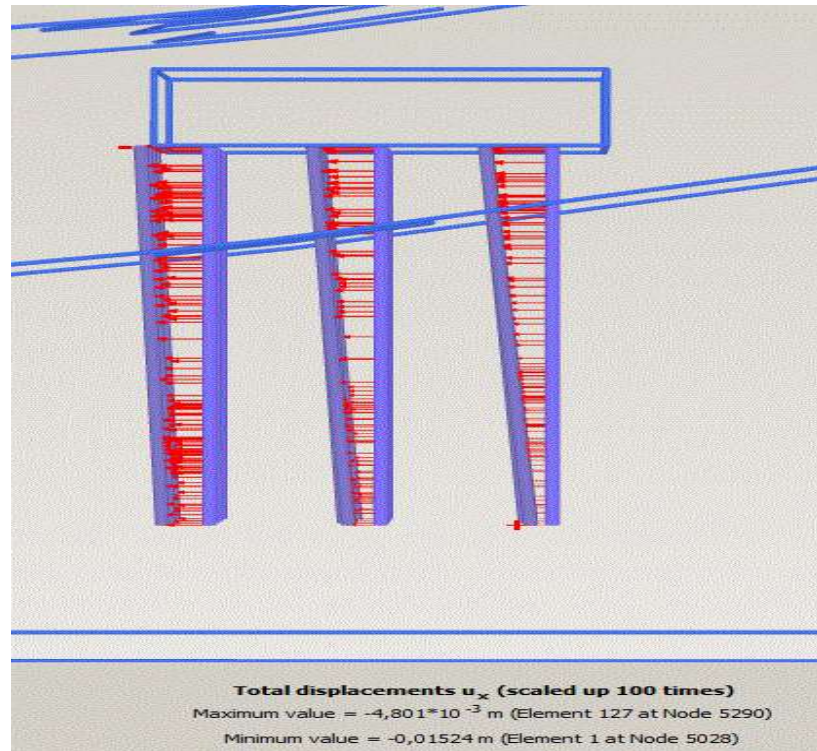 Total displacements uₓ (scaled up 100 times)
Maximum value = -4,801*10⁻³ m (Element 127 at Node 5290)
Minimum value = -0,01524 m (Element 1 at Node 5028)